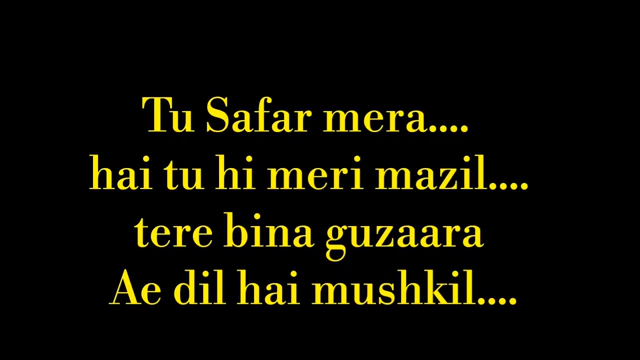 Tu Safar mera....
hai tu hi meri mazil....
tere bina guzaara
Ae dil hai mushkil....